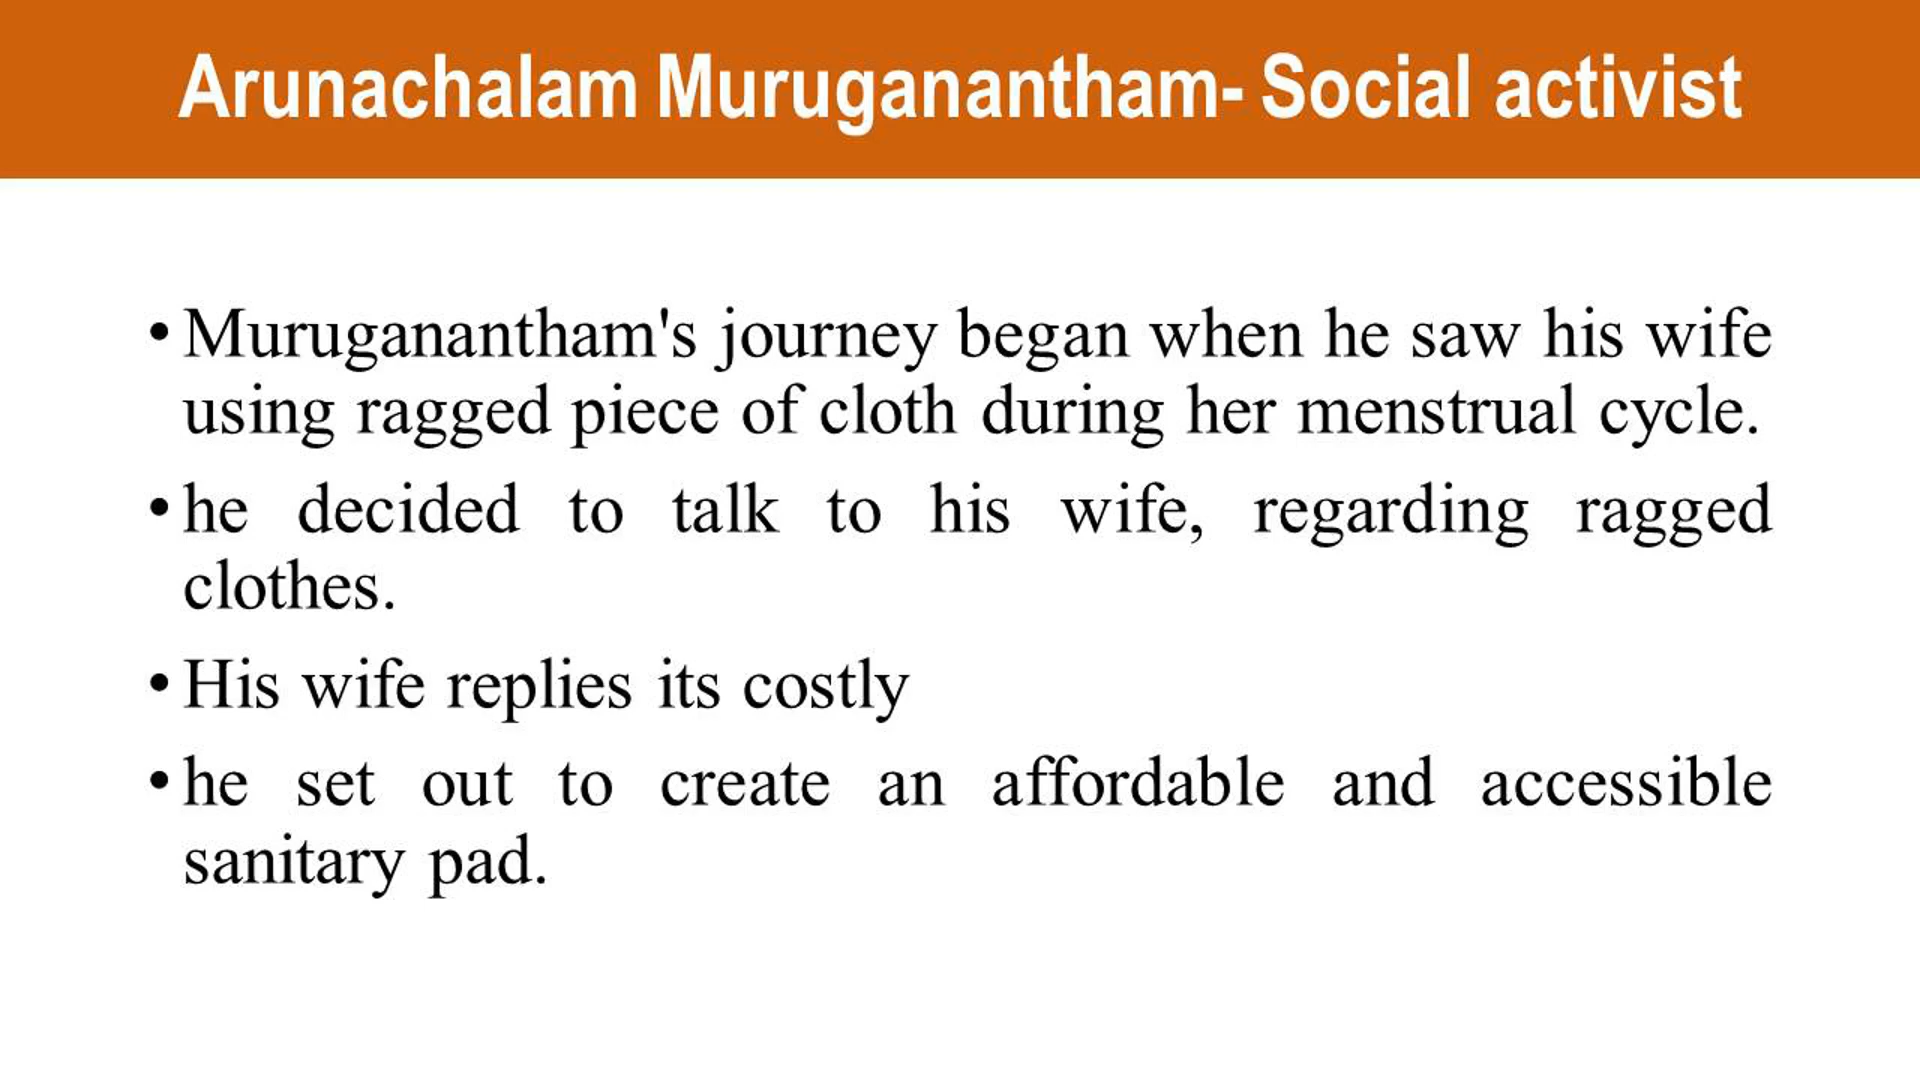 Arunachalam Muruganantham- Social activist
• Muruganantham's journey began when he saw his wife
using ragged piece of cloth during her menstrual cycle.
• he decided to talk to his wife, regarding ragged
clothes.
• His wife replies its costly
• he set out to create an affordable and accessible
sanitary pad.